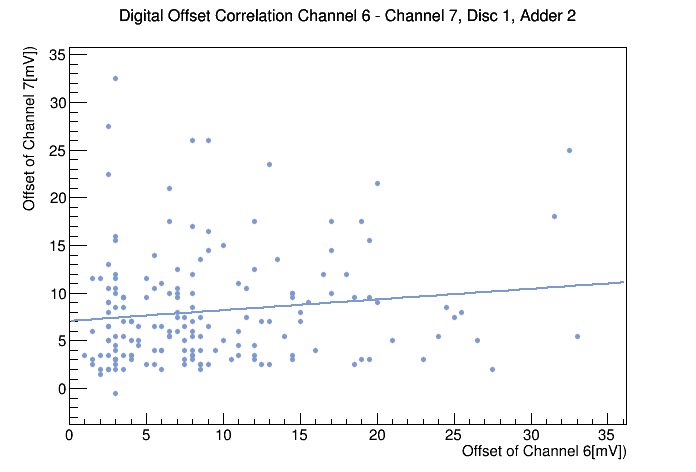 Digital Offset Correlation Channel 6 - Channel 7, Disc 1, Adder 2
Offset of Channel 7[mV])
35
30
25
20
15
10
5
0
0 5 10 15 20 25 30 35
Offset of Channel 6[mV])